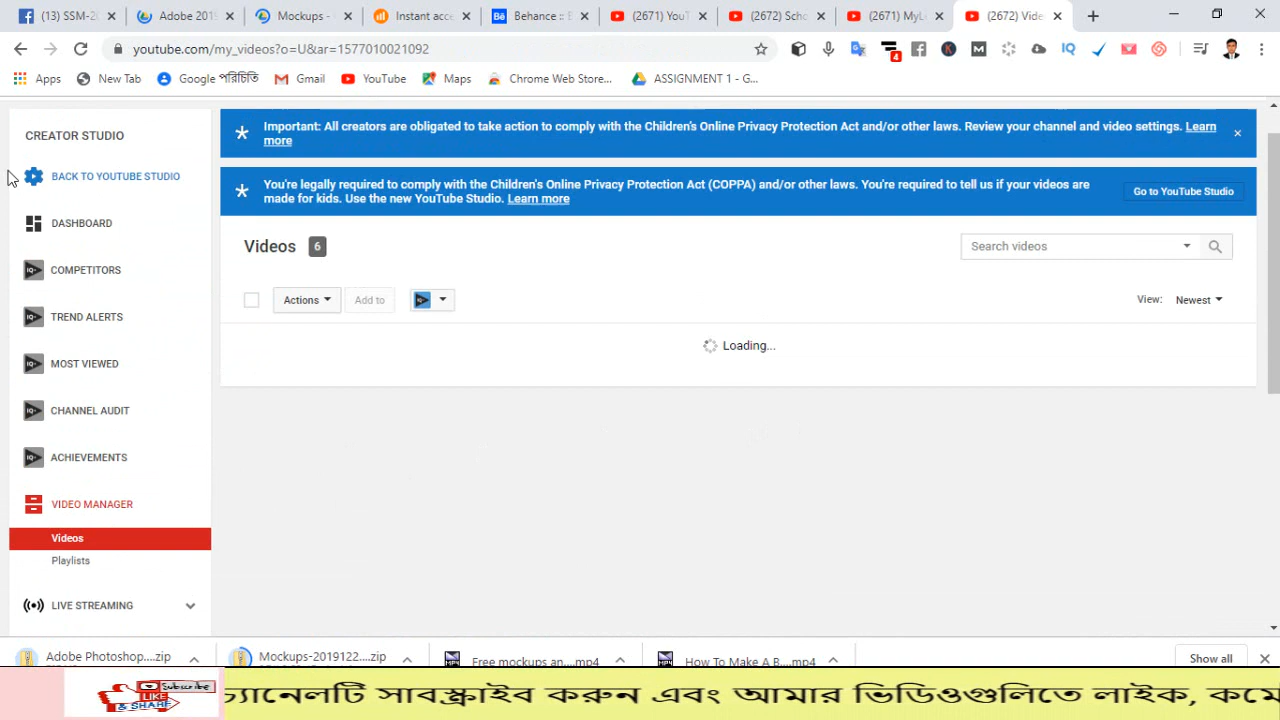 (13) SSM-20
Adobe 2019
Mockups -
Instant acce
Behance :: E
(2671) YouT
(2672) Scho
(2671) MyL
(2672) Vide
youtube.com/my_videos?o=U&ar=1577010021092
Apps
New Tab
Google পরিচিতি
Gmail
YouTube
Maps
Chrome Web Store...
ASSIGNMENT 1 - G...
CREATOR STUDIO
BACK TO YOUTUBE STUDIO
DASHBOARD
COMPETITORS
TREND ALERTS
MOST VIEWED
CHANNEL AUDIT
ACHIEVEMENTS
VIDEO MANAGER
Videos
Playlists
LIVE STREAMING
Important: All creators are obligated to take action to comply with the Children's Online Privacy Protection Act and/or other laws. Review your channel and video settings. Learn
more
You're legally required to comply with the Children's Online Privacy Protection Act (COPPA) and/or other laws. You're required to tell us if your videos are
made for kids. Use the new YouTube Studio. Learn more
Go to YouTube Studio
Videos 6
Search videos
Actions
Add to
View: Newest
Loading...
Adobe Photoshop....zip
Mockups-2019122....zip
Free mockups an....mp4
How To Make A B....mp4
Show all
Subscribe
LIKE
& SHARE
চ্যানেলটি সাবস্ক্রাইব করুন এবং আমার ভিডিওগুলিতে লাইক, কমে